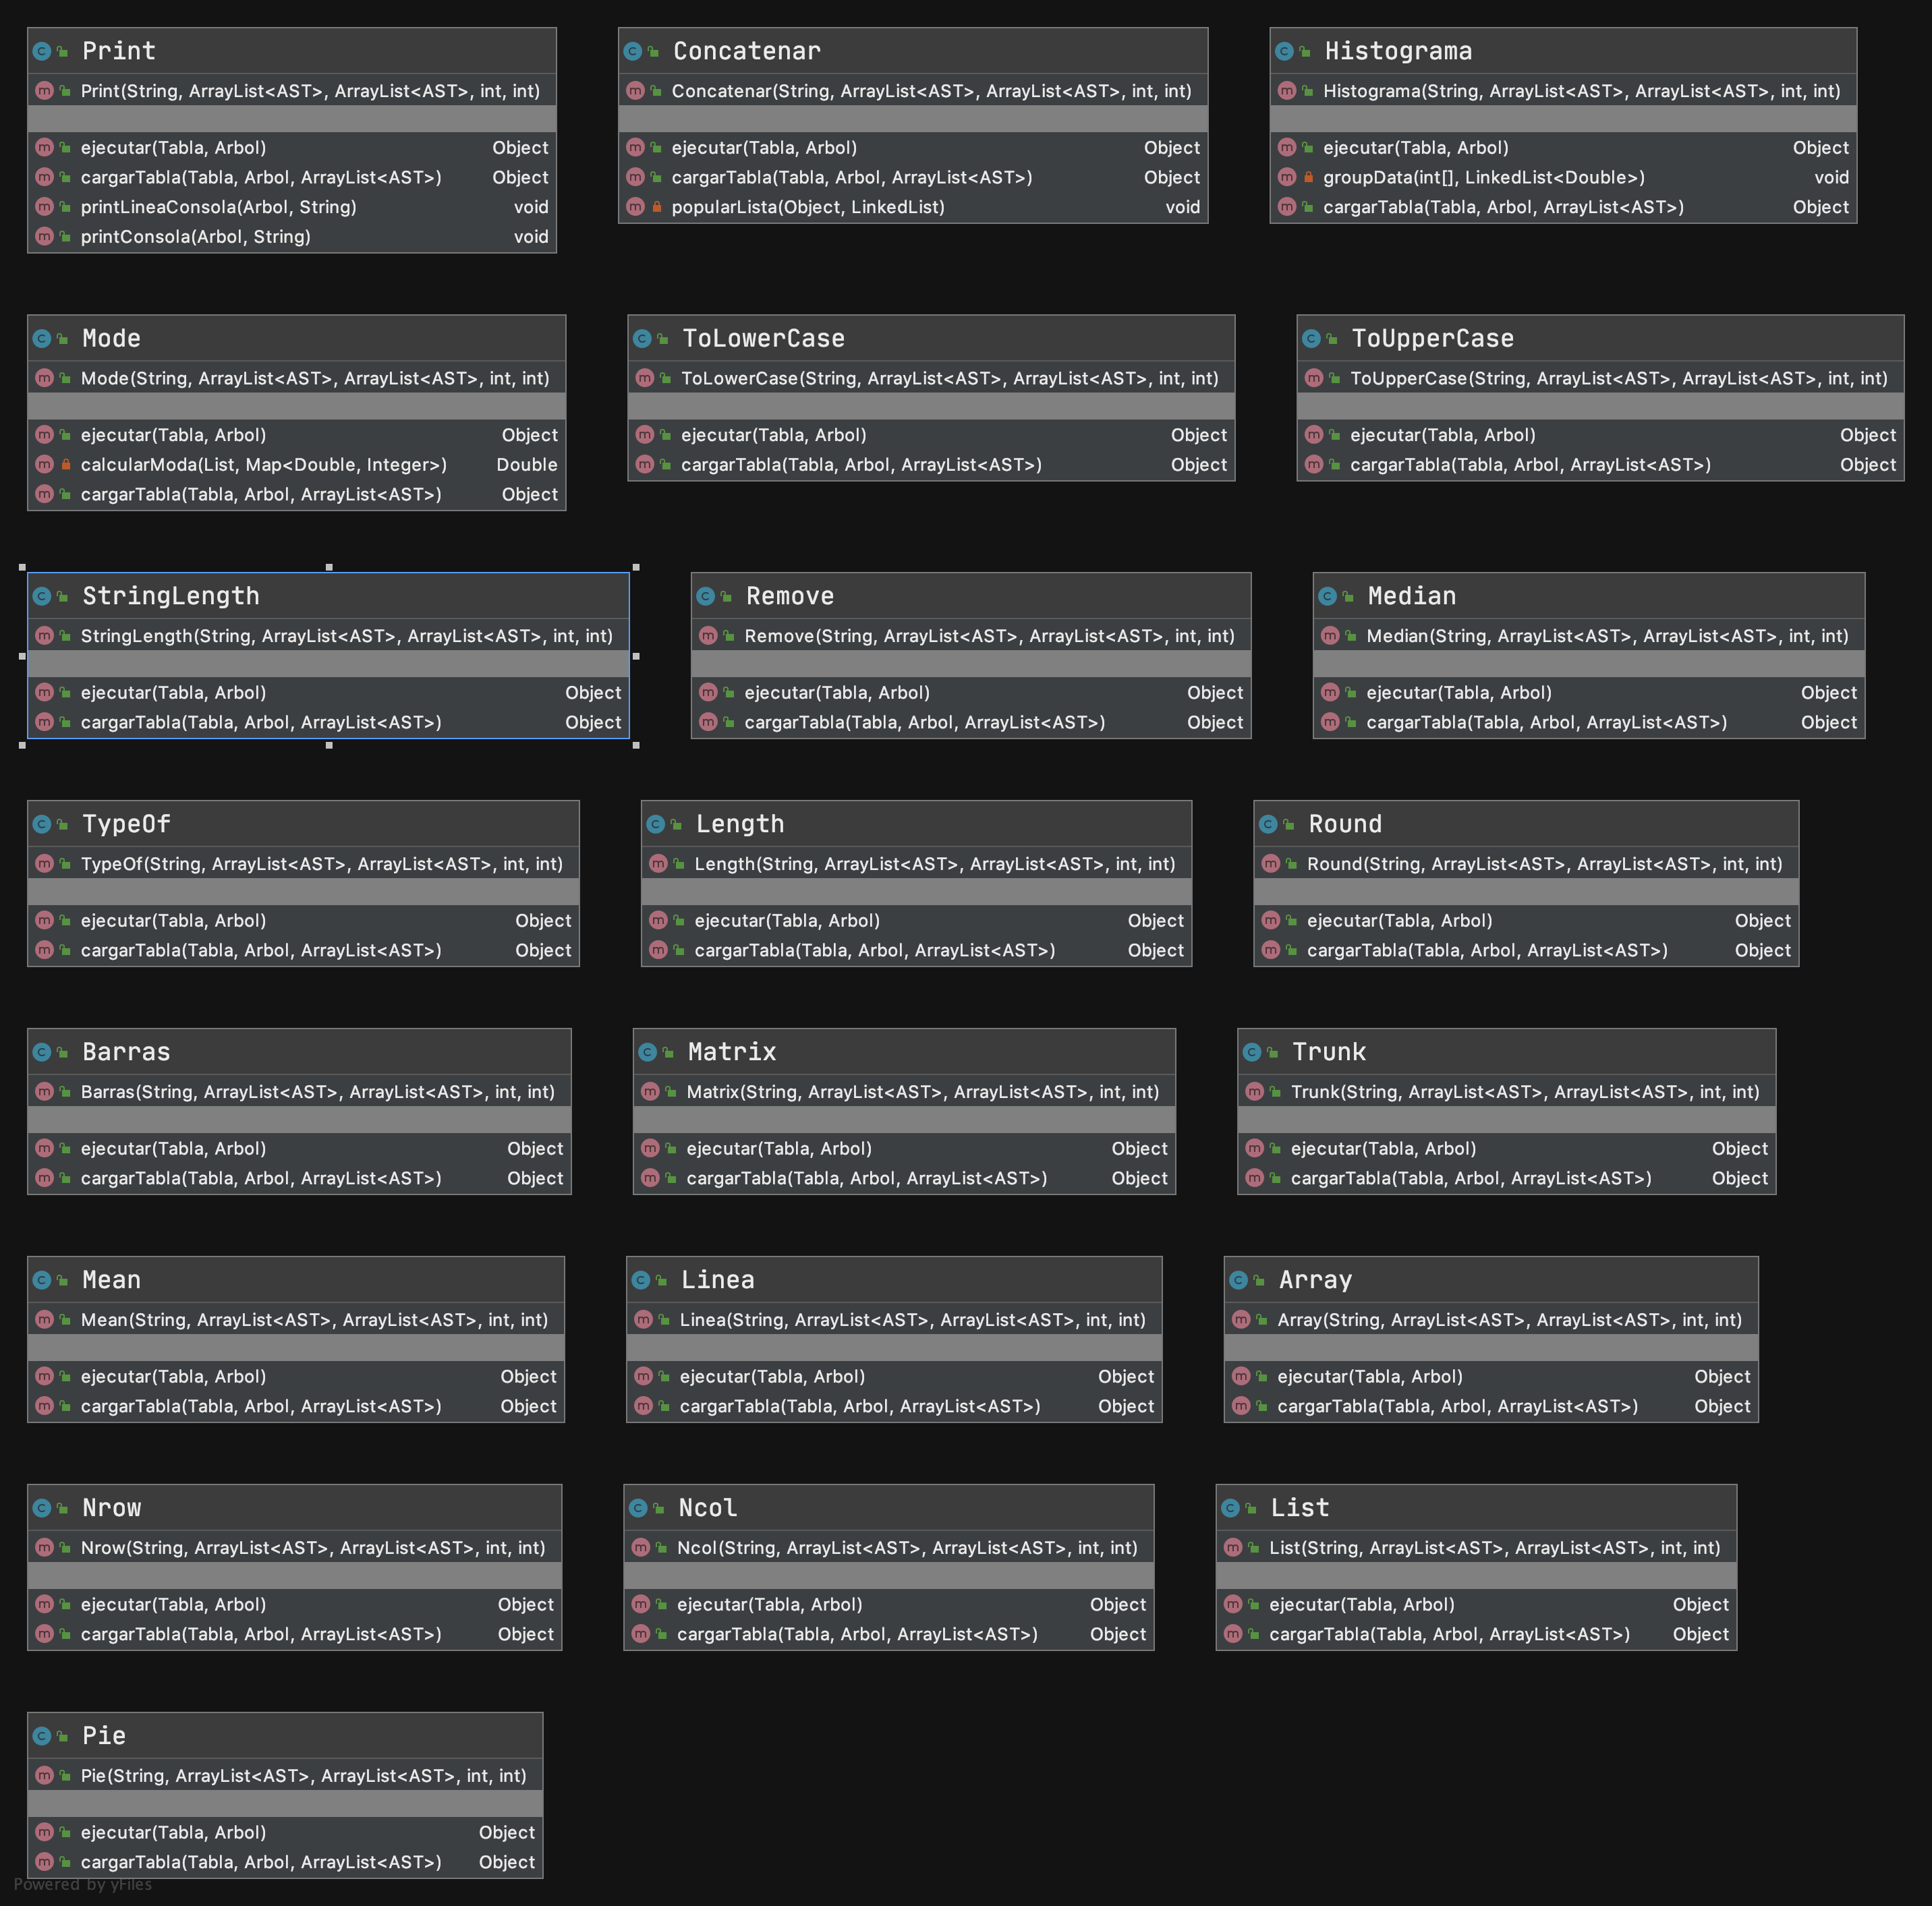 Print
Print(String, ArrayList<AST>, ArrayList<AST>, int, int)
ejecutar(Tabla, Arbol) Object
cargarTabla(Tabla, Arbol, ArrayList<AST>) Object
printLineaConsola(Arbol, String) void
printConsola(Arbol, String) void
Concatenar
Concatenar(String, ArrayList<AST>, ArrayList<AST>, int, int)
ejecutar(Tabla, Arbol) Object
cargarTabla(Tabla, Arbol, ArrayList<AST>) Object
popularLista(Object, LinkedList) void
Histograma
Histograma(String, ArrayList<AST>, ArrayList<AST>, int, int)
ejecutar(Tabla, Arbol) Object
groupData(int[], LinkedList<Double>) void
cargarTabla(Tabla, Arbol, ArrayList<AST>) Object
Mode
Mode(String, ArrayList<AST>, ArrayList<AST>, int, int)
ejecutar(Tabla, Arbol) Object
calcularModa(List, Map<Double, Integer>) Double
cargarTabla(Tabla, Arbol, ArrayList<AST>) Object
ToLowerCase
ToLowerCase(String, ArrayList<AST>, ArrayList<AST>, int, int)
ejecutar(Tabla, Arbol) Object
cargarTabla(Tabla, Arbol, ArrayList<AST>) Object
ToUpperCase
ToUpperCase(String, ArrayList<AST>, ArrayList<AST>, int, int)
ejecutar(Tabla, Arbol) Object
cargarTabla(Tabla, Arbol, ArrayList<AST>) Object
StringLength
StringLength(String, ArrayList<AST>, ArrayList<AST>, int, int)
ejecutar(Tabla, Arbol) Object
cargarTabla(Tabla, Arbol, ArrayList<AST>) Object
Remove
Remove(String, ArrayList<AST>, ArrayList<AST>, int, int)
ejecutar(Tabla, Arbol) Object
cargarTabla(Tabla, Arbol, ArrayList<AST>) Object
Median
Median(String, ArrayList<AST>, ArrayList<AST>, int, int)
ejecutar(Tabla, Arbol) Object
cargarTabla(Tabla, Arbol, ArrayList<AST>) Object
TypeOf
TypeOf(String, ArrayList<AST>, ArrayList<AST>, int, int)
ejecutar(Tabla, Arbol) Object
cargarTabla(Tabla, Arbol, ArrayList<AST>) Object
Length
Length(String, ArrayList<AST>, ArrayList<AST>, int, int)
ejecutar(Tabla, Arbol) Object
cargarTabla(Tabla, Arbol, ArrayList<AST>) Object
Round
Round(String, ArrayList<AST>, ArrayList<AST>, int, int)
ejecutar(Tabla, Arbol) Object
cargarTabla(Tabla, Arbol, ArrayList<AST>) Object
Barras
Barras(String, ArrayList<AST>, ArrayList<AST>, int, int)
ejecutar(Tabla, Arbol) Object
cargarTabla(Tabla, Arbol, ArrayList<AST>) Object
Matrix
Matrix(String, ArrayList<AST>, ArrayList<AST>, int, int)
ejecutar(Tabla, Arbol) Object
cargarTabla(Tabla, Arbol, ArrayList<AST>) Object
Trunk
Trunk(String, ArrayList<AST>, ArrayList<AST>, int, int)
ejecutar(Tabla, Arbol) Object
cargarTabla(Tabla, Arbol, ArrayList<AST>) Object
Mean
Mean(String, ArrayList<AST>, ArrayList<AST>, int, int)
ejecutar(Tabla, Arbol) Object
cargarTabla(Tabla, Arbol, ArrayList<AST>) Object
Linea
Linea(String, ArrayList<AST>, ArrayList<AST>, int, int)
ejecutar(Tabla, Arbol) Object
cargarTabla(Tabla, Arbol, ArrayList<AST>) Object
Array
Array(String, ArrayList<AST>, ArrayList<AST>, int, int)
ejecutar(Tabla, Arbol) Object
cargarTabla(Tabla, Arbol, ArrayList<AST>) Object
Nrow
Nrow(String, ArrayList<AST>, ArrayList<AST>, int, int)
ejecutar(Tabla, Arbol) Object
cargarTabla(Tabla, Arbol, ArrayList<AST>) Object
Ncol
Ncol(String, ArrayList<AST>, ArrayList<AST>, int, int)
ejecutar(Tabla, Arbol) Object
cargarTabla(Tabla, Arbol, ArrayList<AST>) Object
List
List(String, ArrayList<AST>, ArrayList<AST>, int, int)
ejecutar(Tabla, Arbol) Object
cargarTabla(Tabla, Arbol, ArrayList<AST>) Object
Pie
Pie(String, ArrayList<AST>, ArrayList<AST>, int, int)
ejecutar(Tabla, Arbol) Object
cargarTabla(Tabla, Arbol, ArrayList<AST>) Object
Powered by yFiles